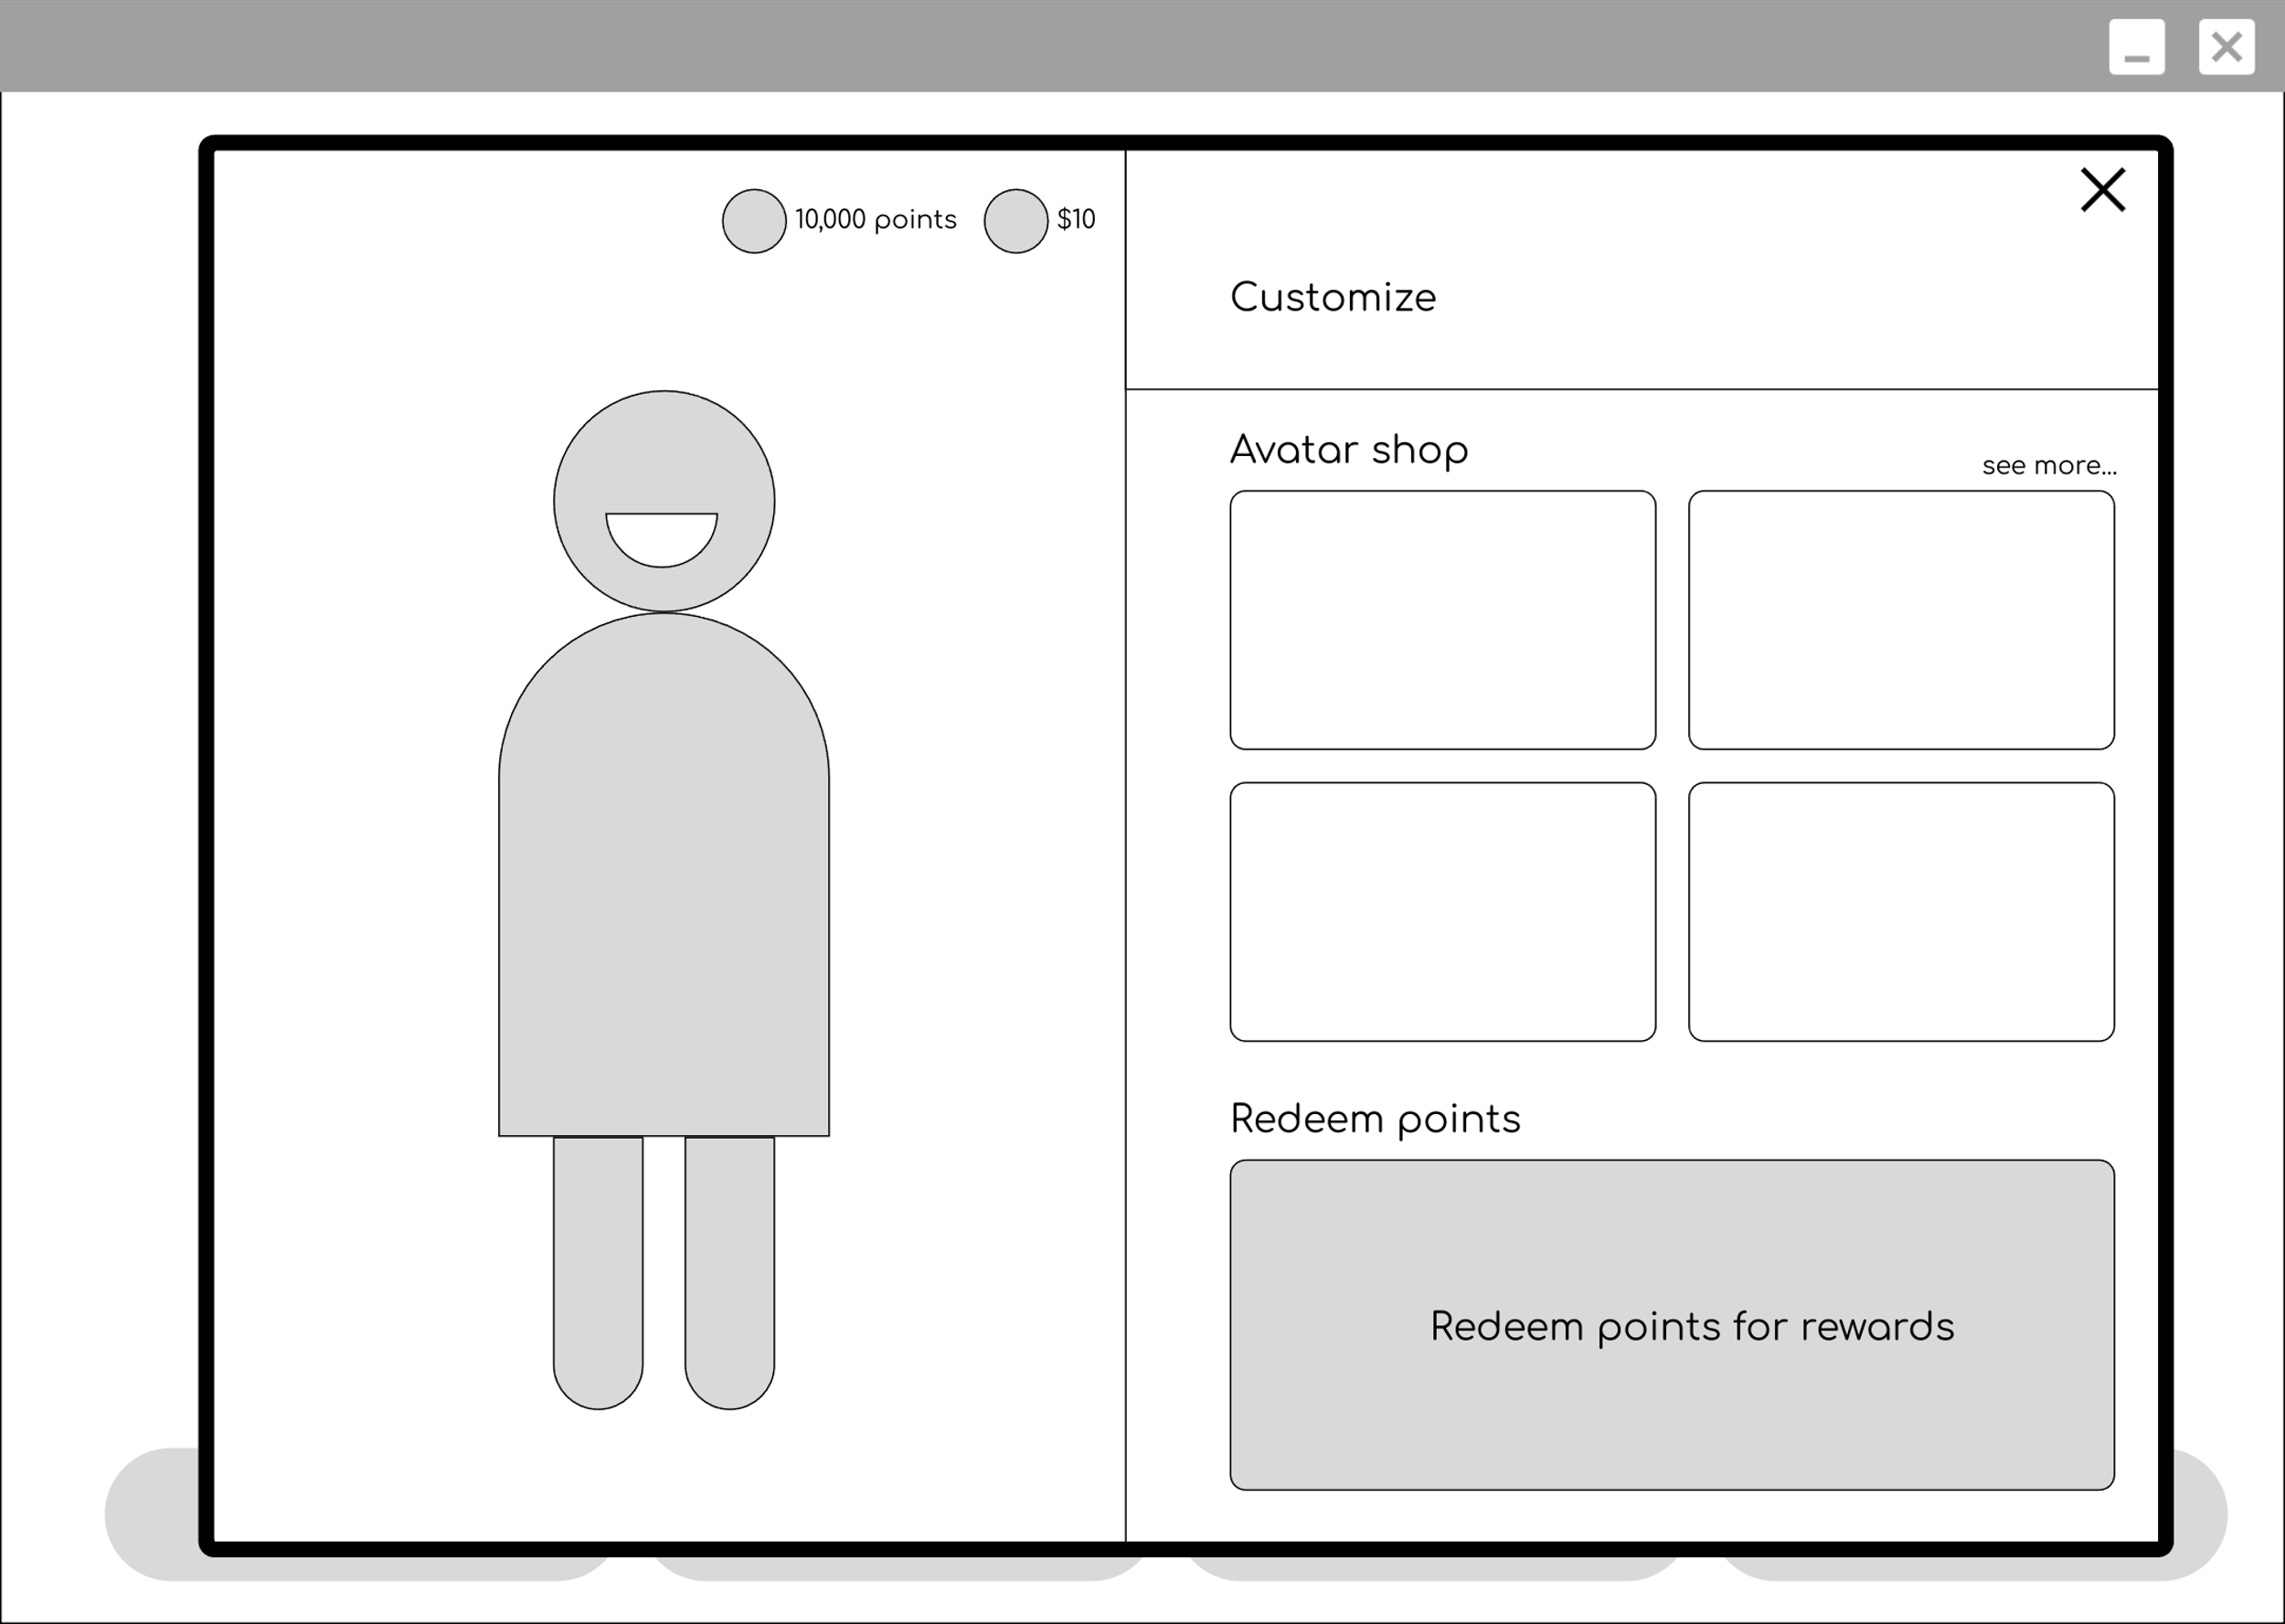 10,000 points
$10
Customize
Avatar shop
see more...
Redeem points
Redeem points for rewards